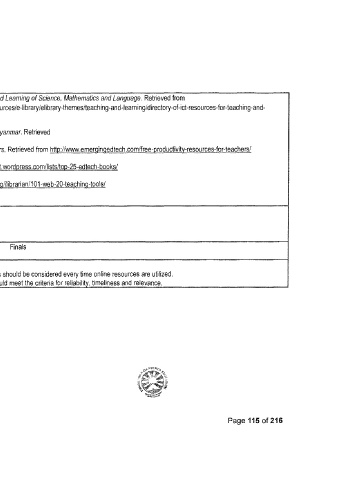 d Learning of Science, Mathematics and Language. Retrieved from
urces/e-library/elibrary-themes/teaching-and-learning/directory-of-ict-resources-for-teaching-and-
yanmar. Retrieved
rs. Retrieved from http://www.emergingedtech.com/free-productivity-resources-for-teachers/
t.wordpress.com/lists/top-25-edtech-books/
g/librarian/101-web-20-teaching-tools/
Finals
s should be considered every time online resources are utilized.
uld meet the criteria for reliability, timeliness and relevance.
Page 115 of 216